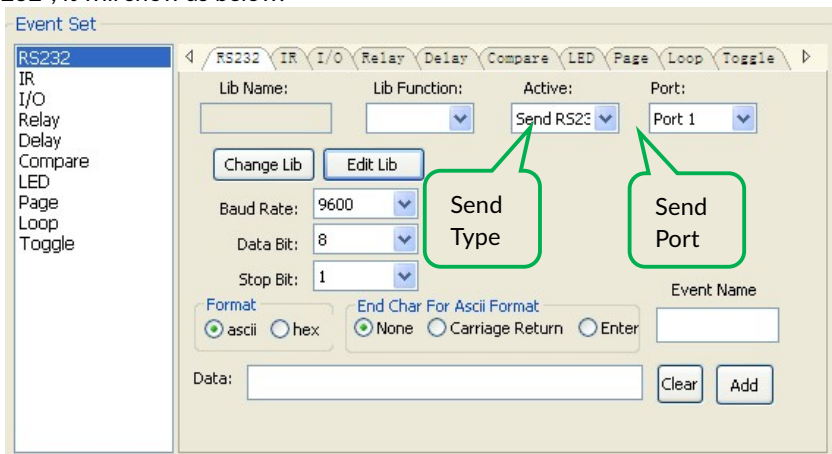 Event Set
RS232
IR
I/O
Relay
Delay
Compare
LED
Page
Loop
Toggle
RS232 IR I/O Relay Delay Compare LED Page Loop Toggle
Lib Name: Lib Function: Active: Port:
Send RS23 Port 1
Change Lib Edit Lib
Send
Type
Send
Port
Baud Rate: 9600
Data Bit: 8
Stop Bit: 1
Event Name
Format End Char For Ascii Format
ascii hex None Carriage Return Enter
Data: Clear Add